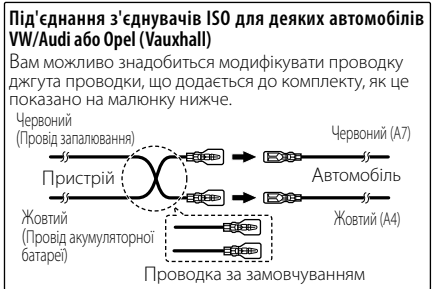 Під'єднання з'єднувачів ISO для деяких автомобілів
VW/Audi або Opel (Vauxhall)
Вам можливо знадобиться модифікувати проводку
джгута проводки, що додається до комплекту, як це
показано на малюнку нижче.
Червоний
(Провід запалювання)
Червоний (A7)
Пристрій
Автомобіль
Жовтий
(Провід акумуляторної
батареї)
Жовтий (A4)
Проводка за замовчуванням